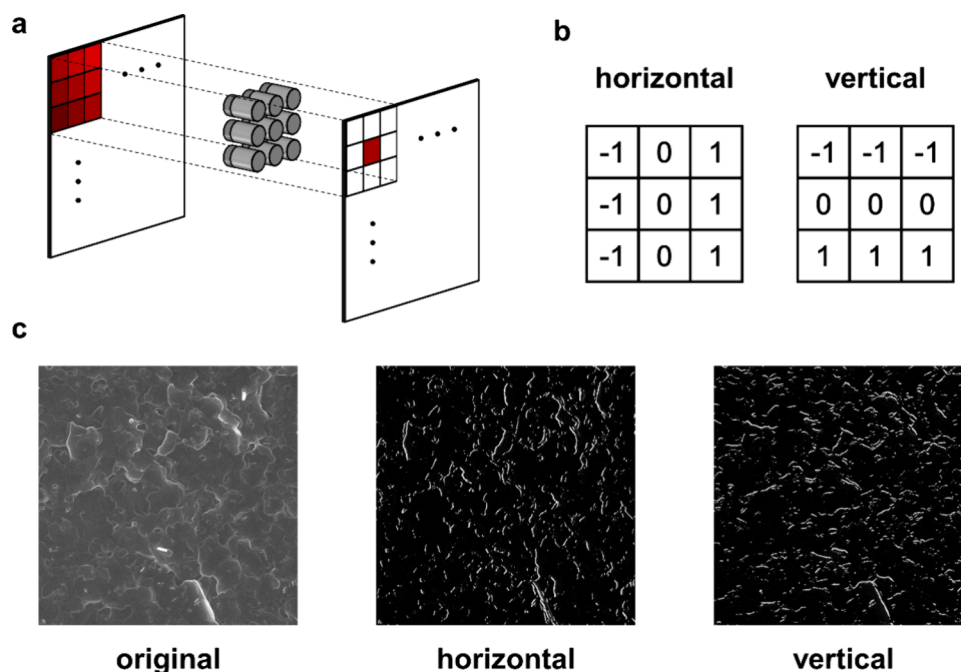 a
b
horizontal vertical
-1 0 1 -1 -1 -1
-1 0 1 0 0 0
-1 0 1 1 1 1
c
original horizontal vertical